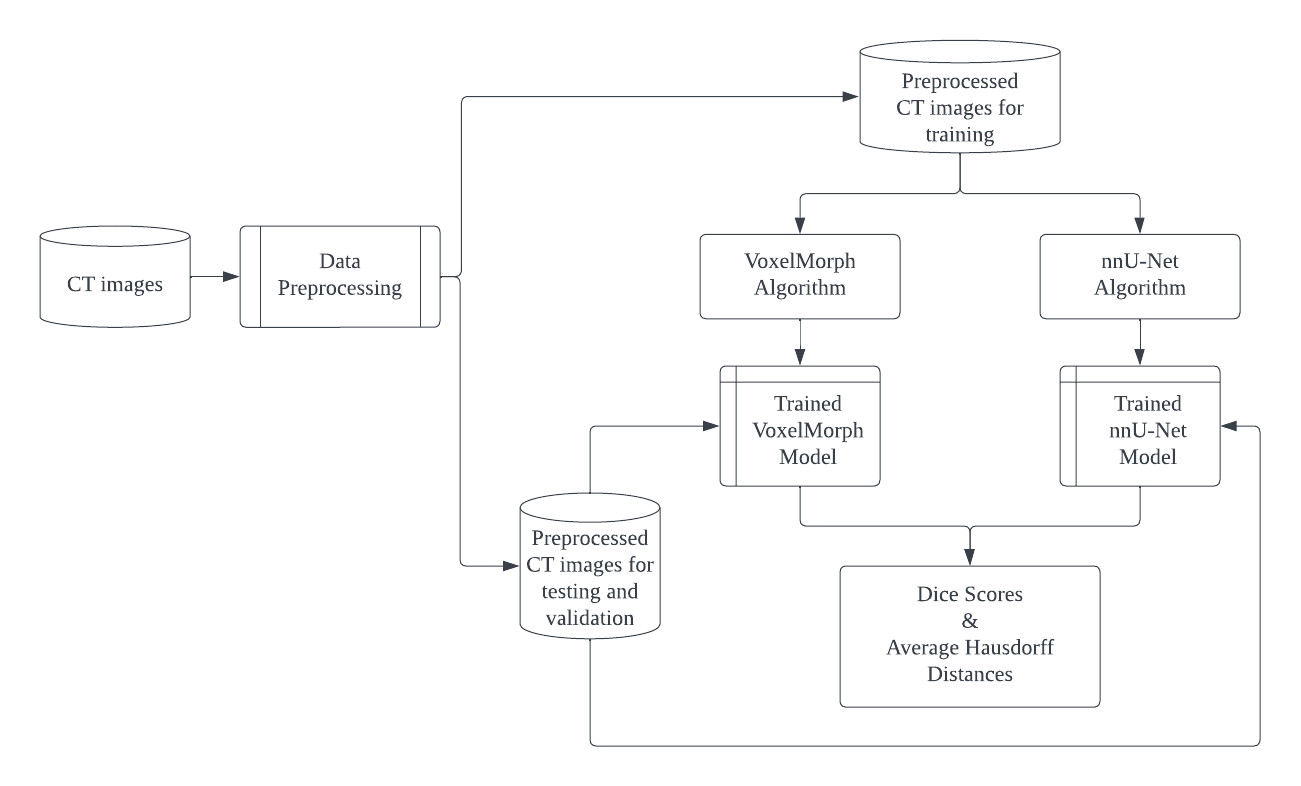 Preprocessed
CT images for
training
CT images
Data
Preprocessing
VoxelMorph
Algorithm
nnU-Net
Algorithm
Trained
VoxelMorph
Model
Trained
nnU-Net
Model
Preprocessed
CT images for
testing and
validation
Dice Scores
&
Average Hausdorff
Distances